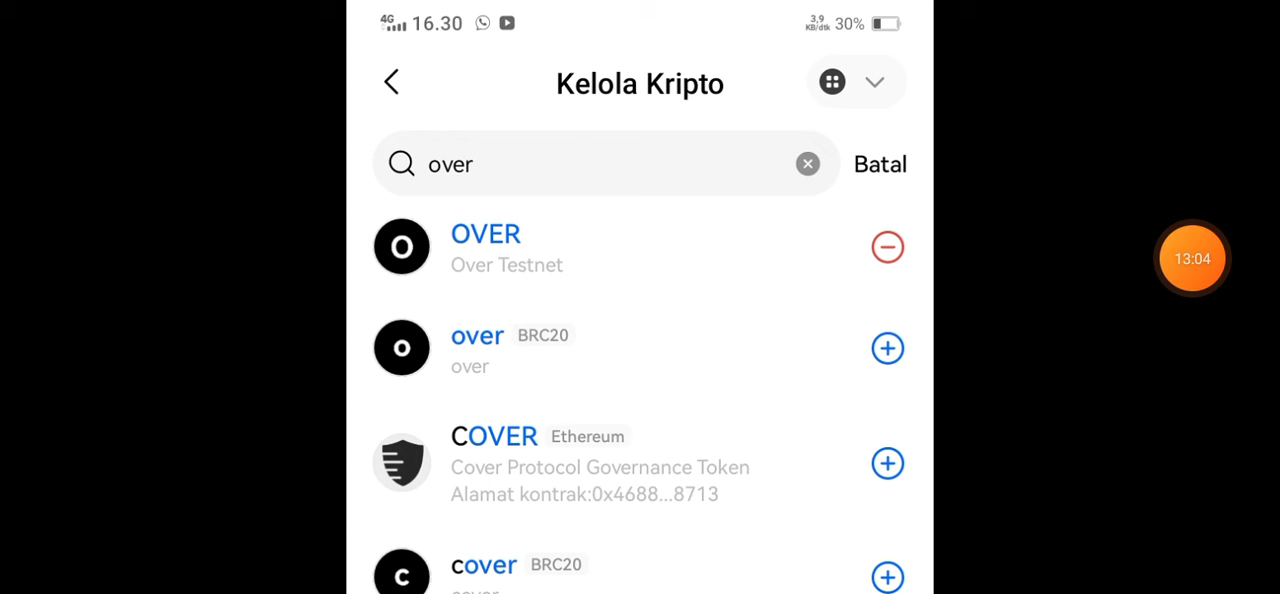 4G 16.30 3,9 KB/dtk 30%
Kelola Kripto
over Batal
OVER
Over Testnet
13:04
over BRC20
over
COVER Ethereum
Cover Protocol Governance Token
Alamat kontrak:0x4688...8713
cover BRC20